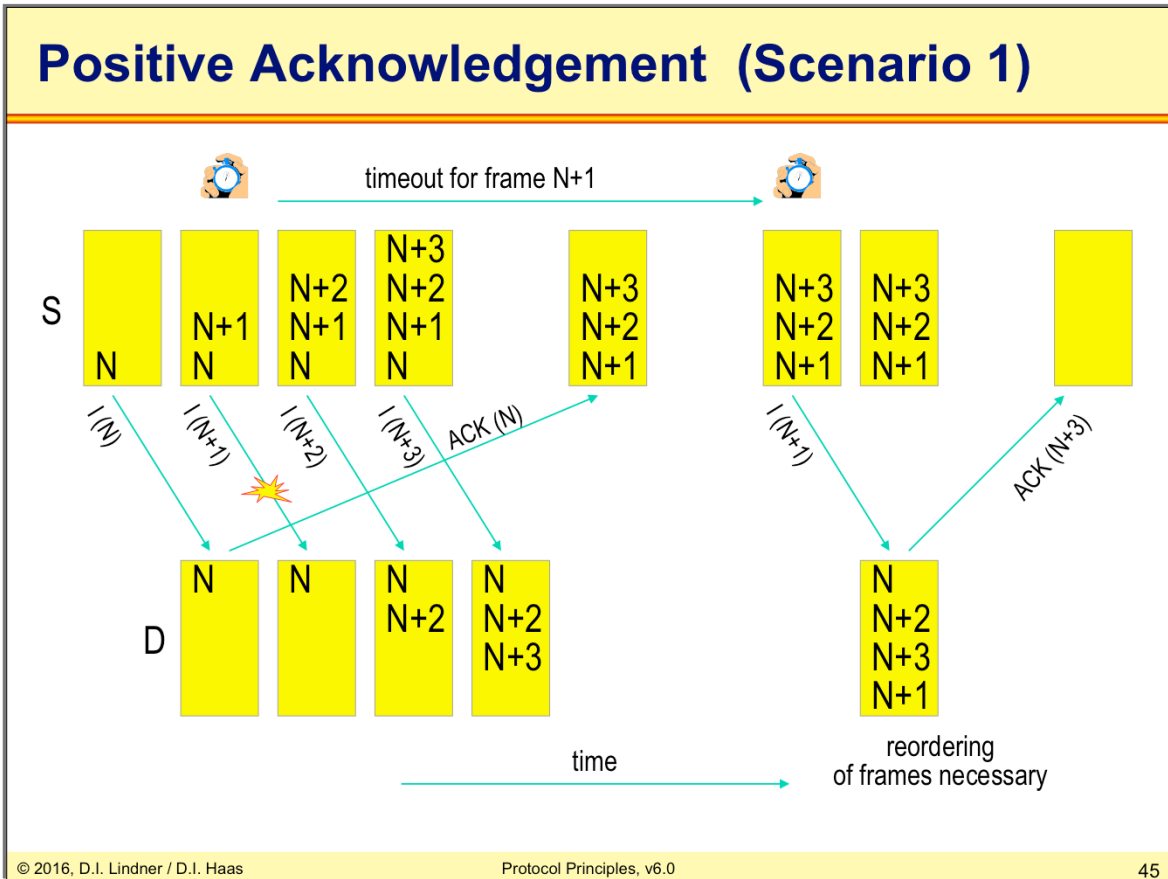 Positive Acknowledgement (Scenario 1)
timeout for frame N+1
S
N
N+1
N
N+2
N+1
N
N+3
N+2
N+1
N
N+3
N+2
N+1
N+3
N+2
N+1
N+3
N+2
N+1
I (N)
I (N+1)
I (N+2)
I (N+3)
ACK (N)
I (N+1)
ACK (N+3)
D
N
N
N
N+2
N
N+2
N+3
N
N+2
N+3
N+1
time
reordering
of frames necessary
© 2016, D.I. Lindner / D.I. Haas
Protocol Principles, v6.0
45